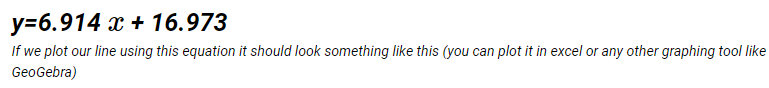 y=6.914 x + 16.973
If we plot our line using this equation it should look something like this (you can plot it in excel or any other graphing tool like
GeoGebra)